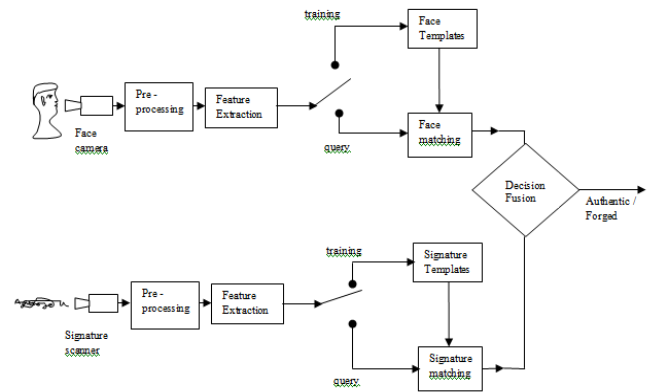 training
Face
Templates
Pre -
processing
Feature
Extraction
Face
camera
query
Face
matching
Decision
Fusion
Authentic /
Forged
training
Signature
Templates
Pre -
processing
Feature
Extraction
Signature
scanner
query
Signature
matching